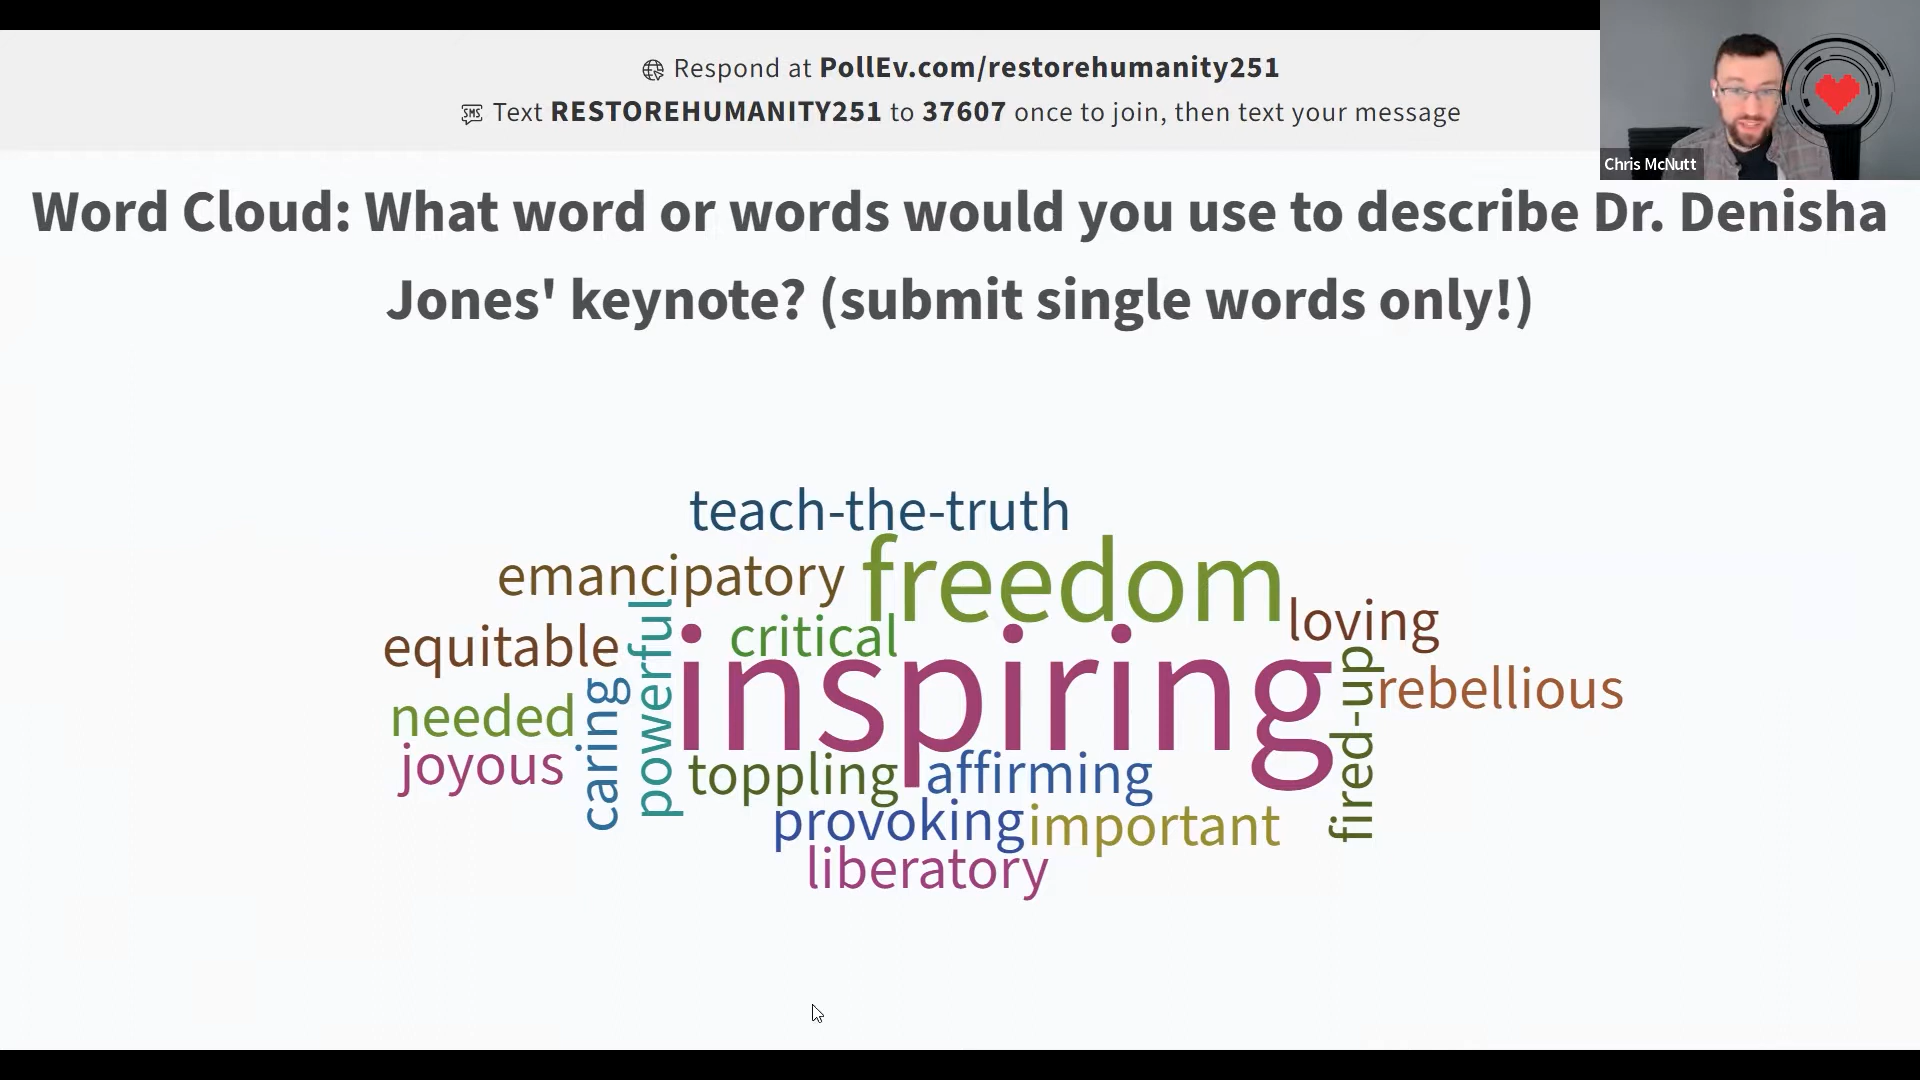 Respond at PollEv.com/restorehumanity251
SMS Text RESTOREHUMANITY251 to 37607 once to join, then text your message
Chris McNutt
Word Cloud: What word or words would you use to describe Dr. Denisha
Jones' keynote? (submit single words only!)
teach-the-truth
emancipatory
freedom
loving
equitable
powerful
critical
inspiring
fired-up
rebellious
needed
caring
joyous
toppling
affirming
provoking
important
liberatory